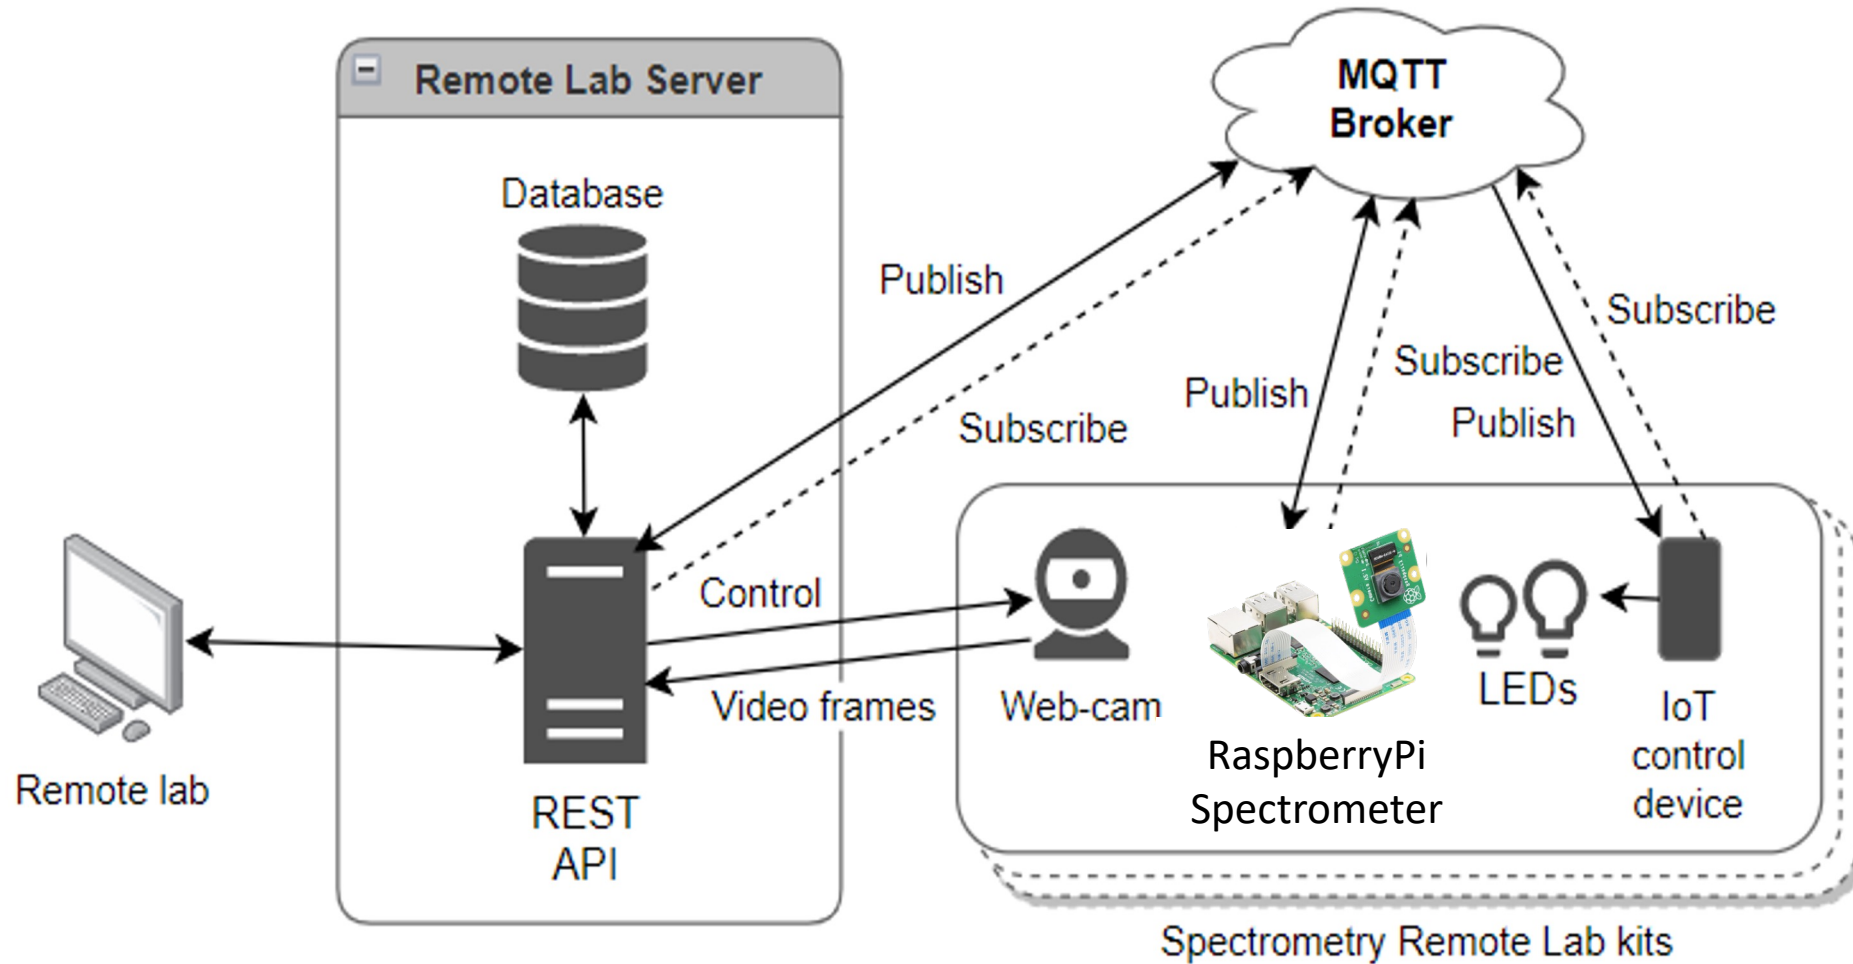 Remote Lab Server
MQTT
Broker
Database
Publish
Subscribe
Publish
Subscribe
Publish
Subscribe
Control
Video frames
Remote lab
REST
API
Web-cam
RaspberryPi
Spectrometer
LEDs
IoT
control
device
Spectrometry Remote Lab kits